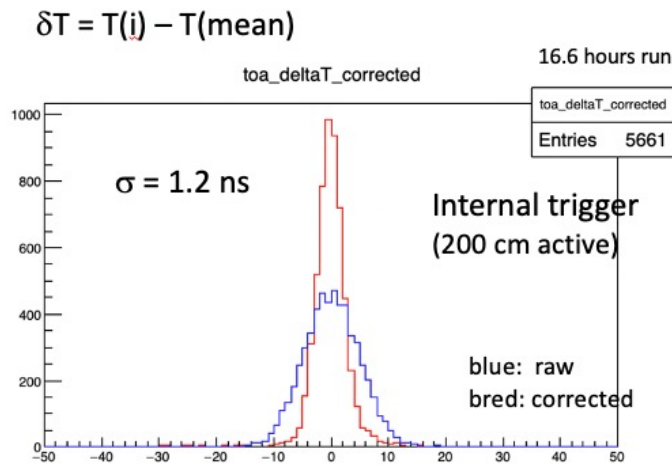 δT = T(i) – T(mean)
16.6 hours run
toa_deltaT_corrected
toa_deltaT_corrected
Entries 5661
1000
800
600
400
200
0
σ = 1.2 ns
Internal trigger
(200 cm active)
blue: raw
bred: corrected
−50 −40 −30 −20 −10 0 10 20 30 40 50